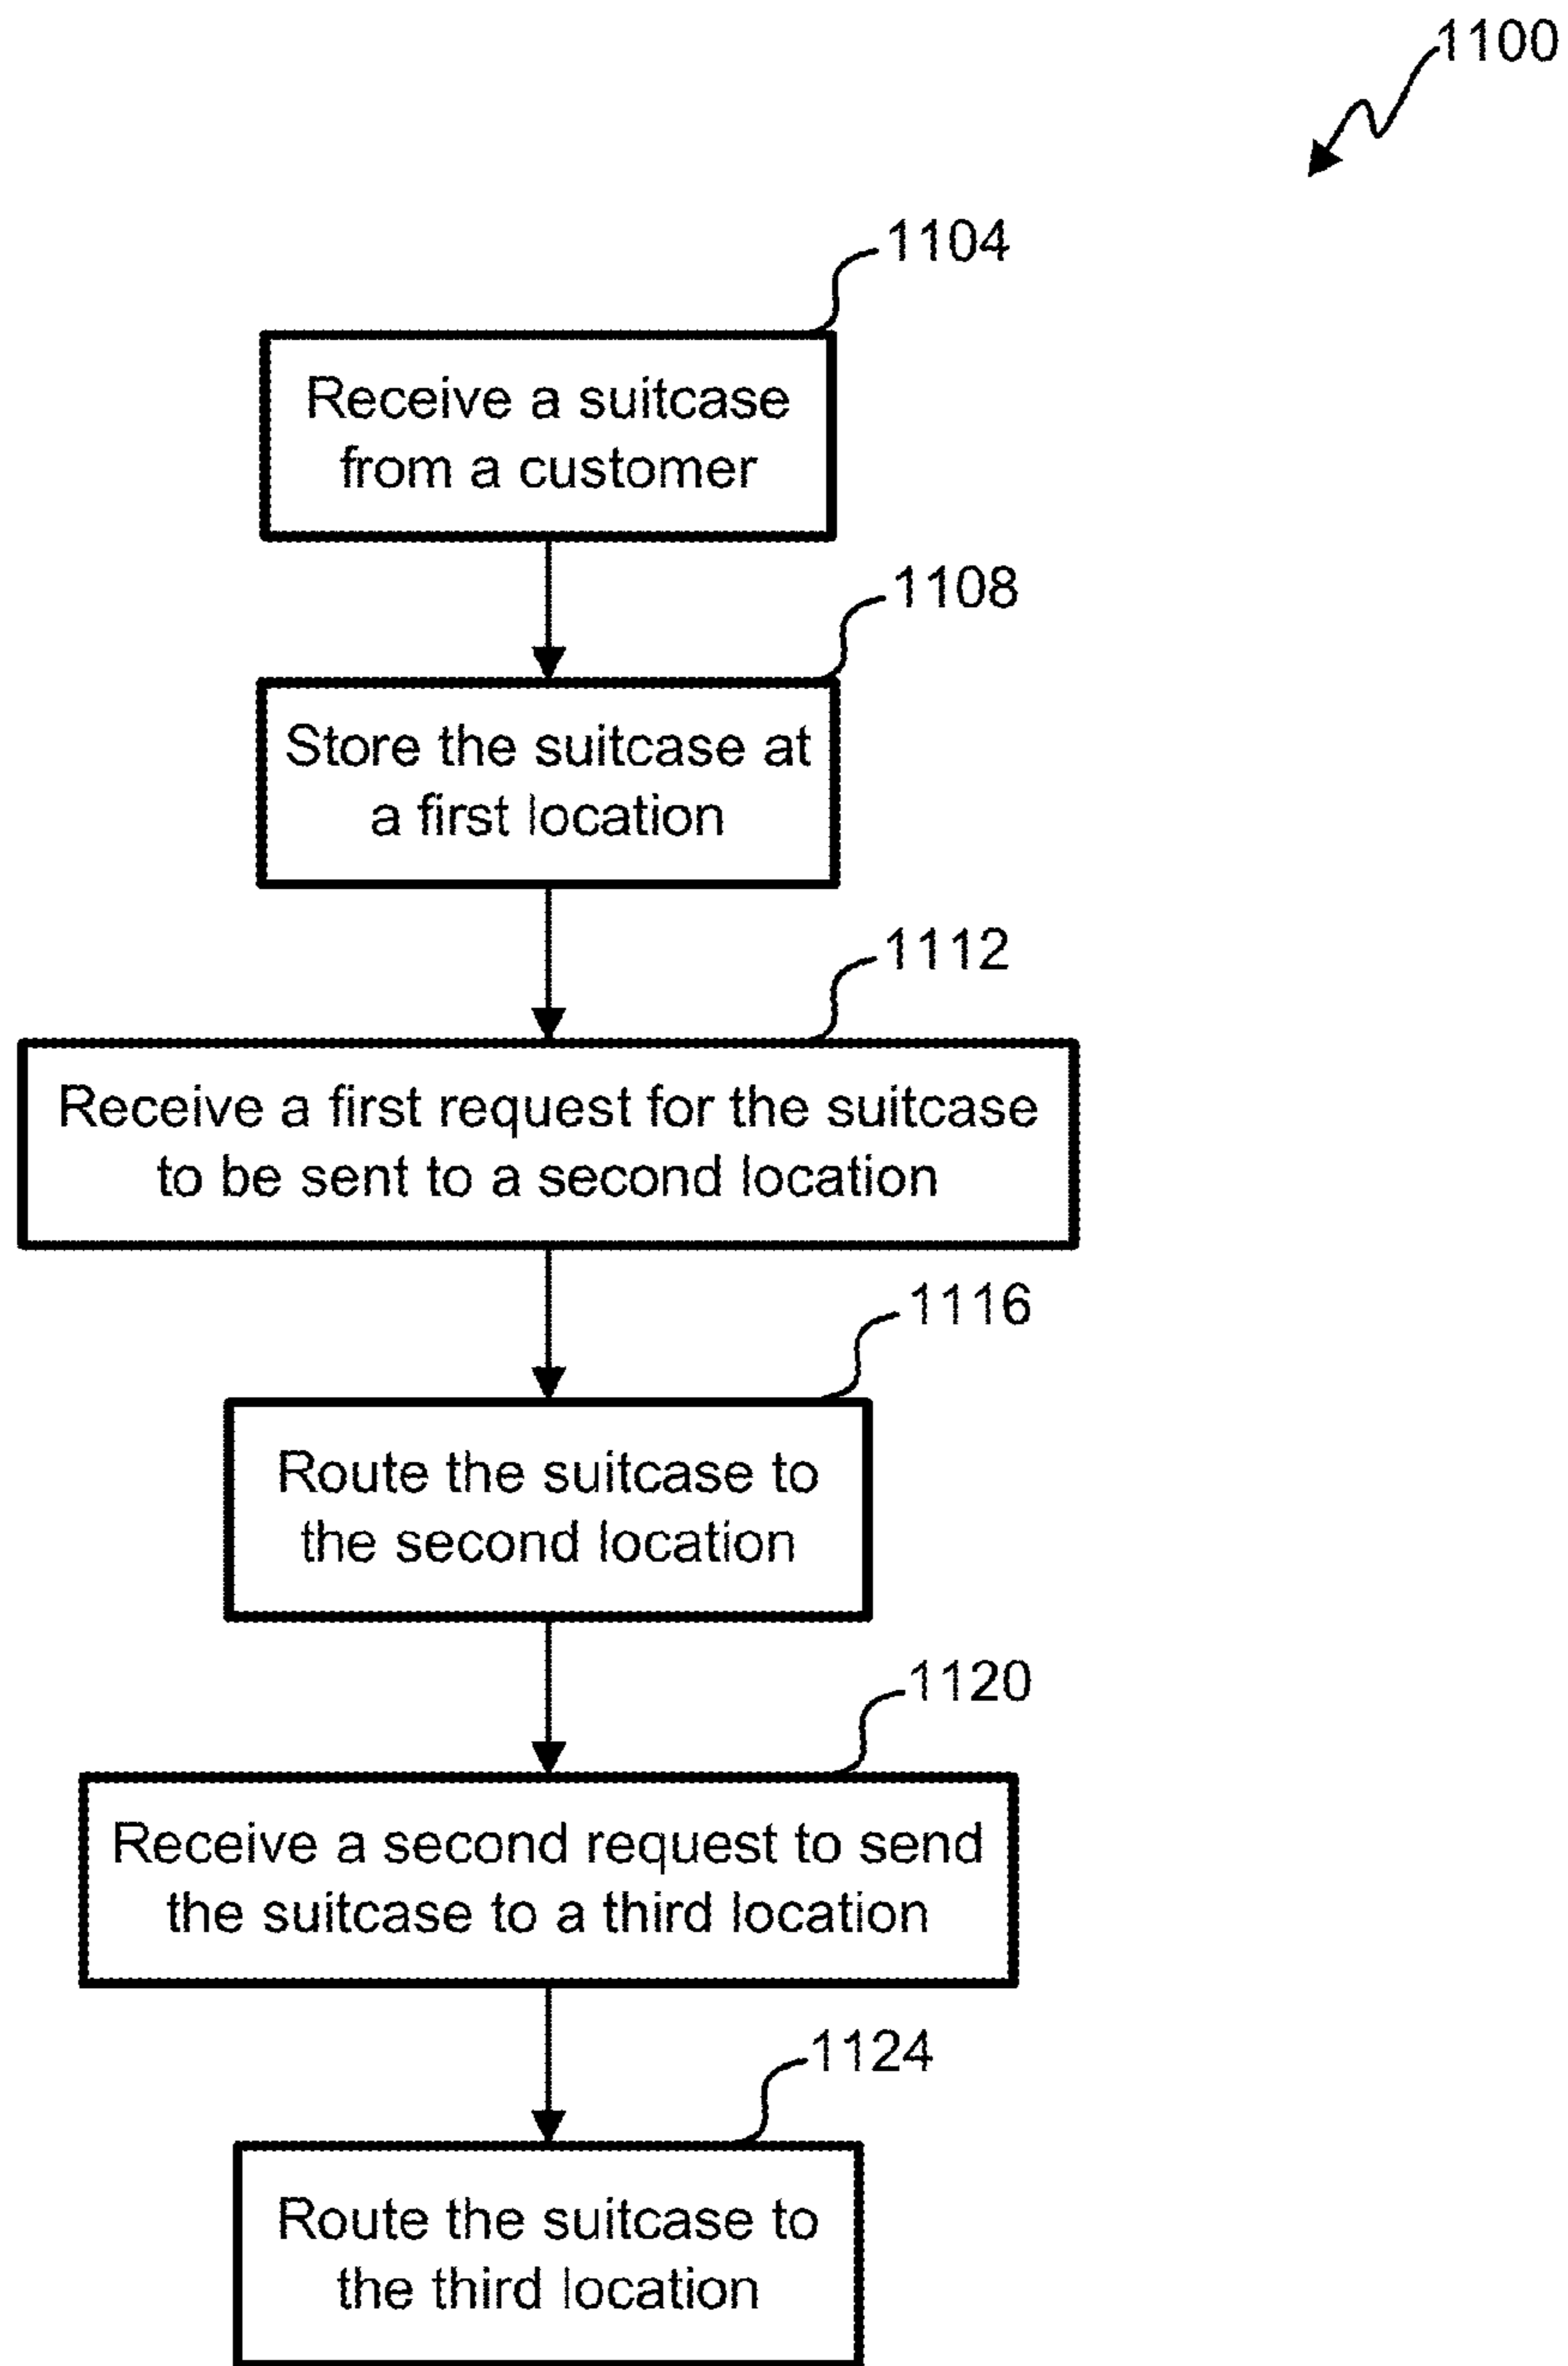 1100
1104
Receive a suitcase
from a customer
1108
Store the suitcase at
a first location
1112
Receive a first request for the suitcase
to be sent to a second location
1116
Route the suitcase to
the second location
1120
Receive a second request to send
the suitcase to a third location
1124
Route the suitcase to
the third location